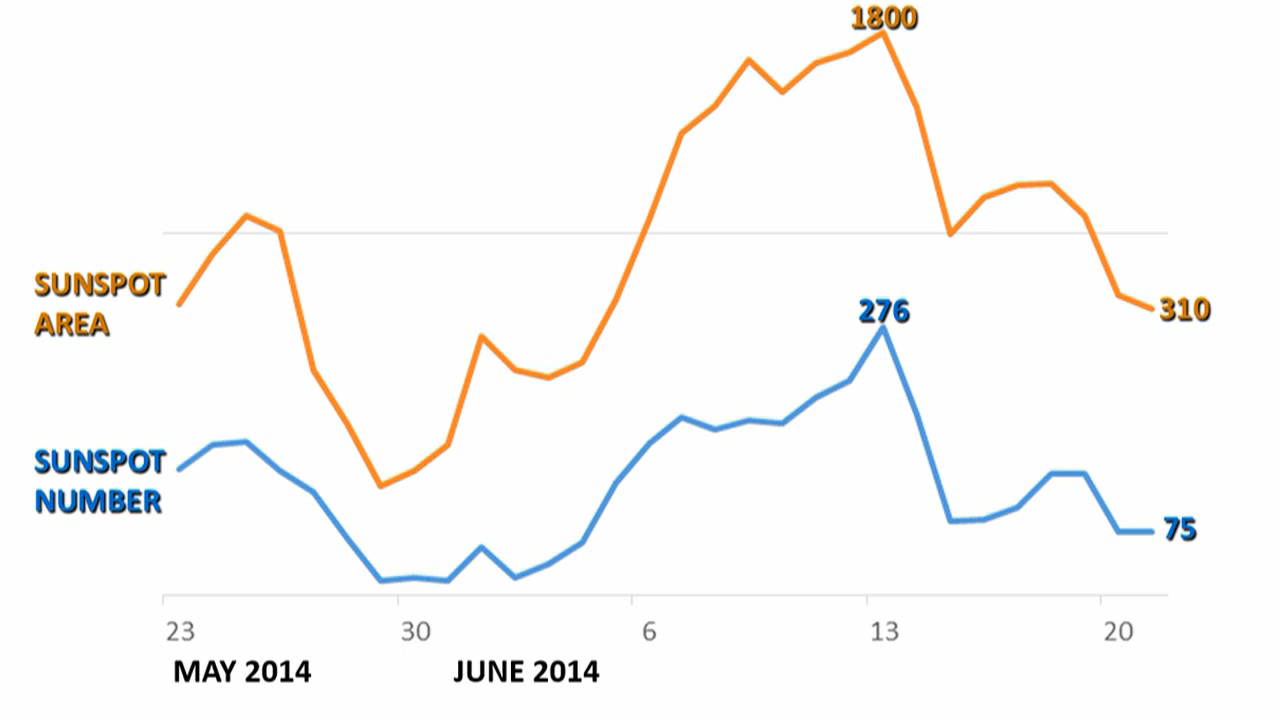 1800
SUNSPOT
AREA
276
310
SUNSPOT
NUMBER
75
23 30 6 13 20
MAY 2014 JUNE 2014